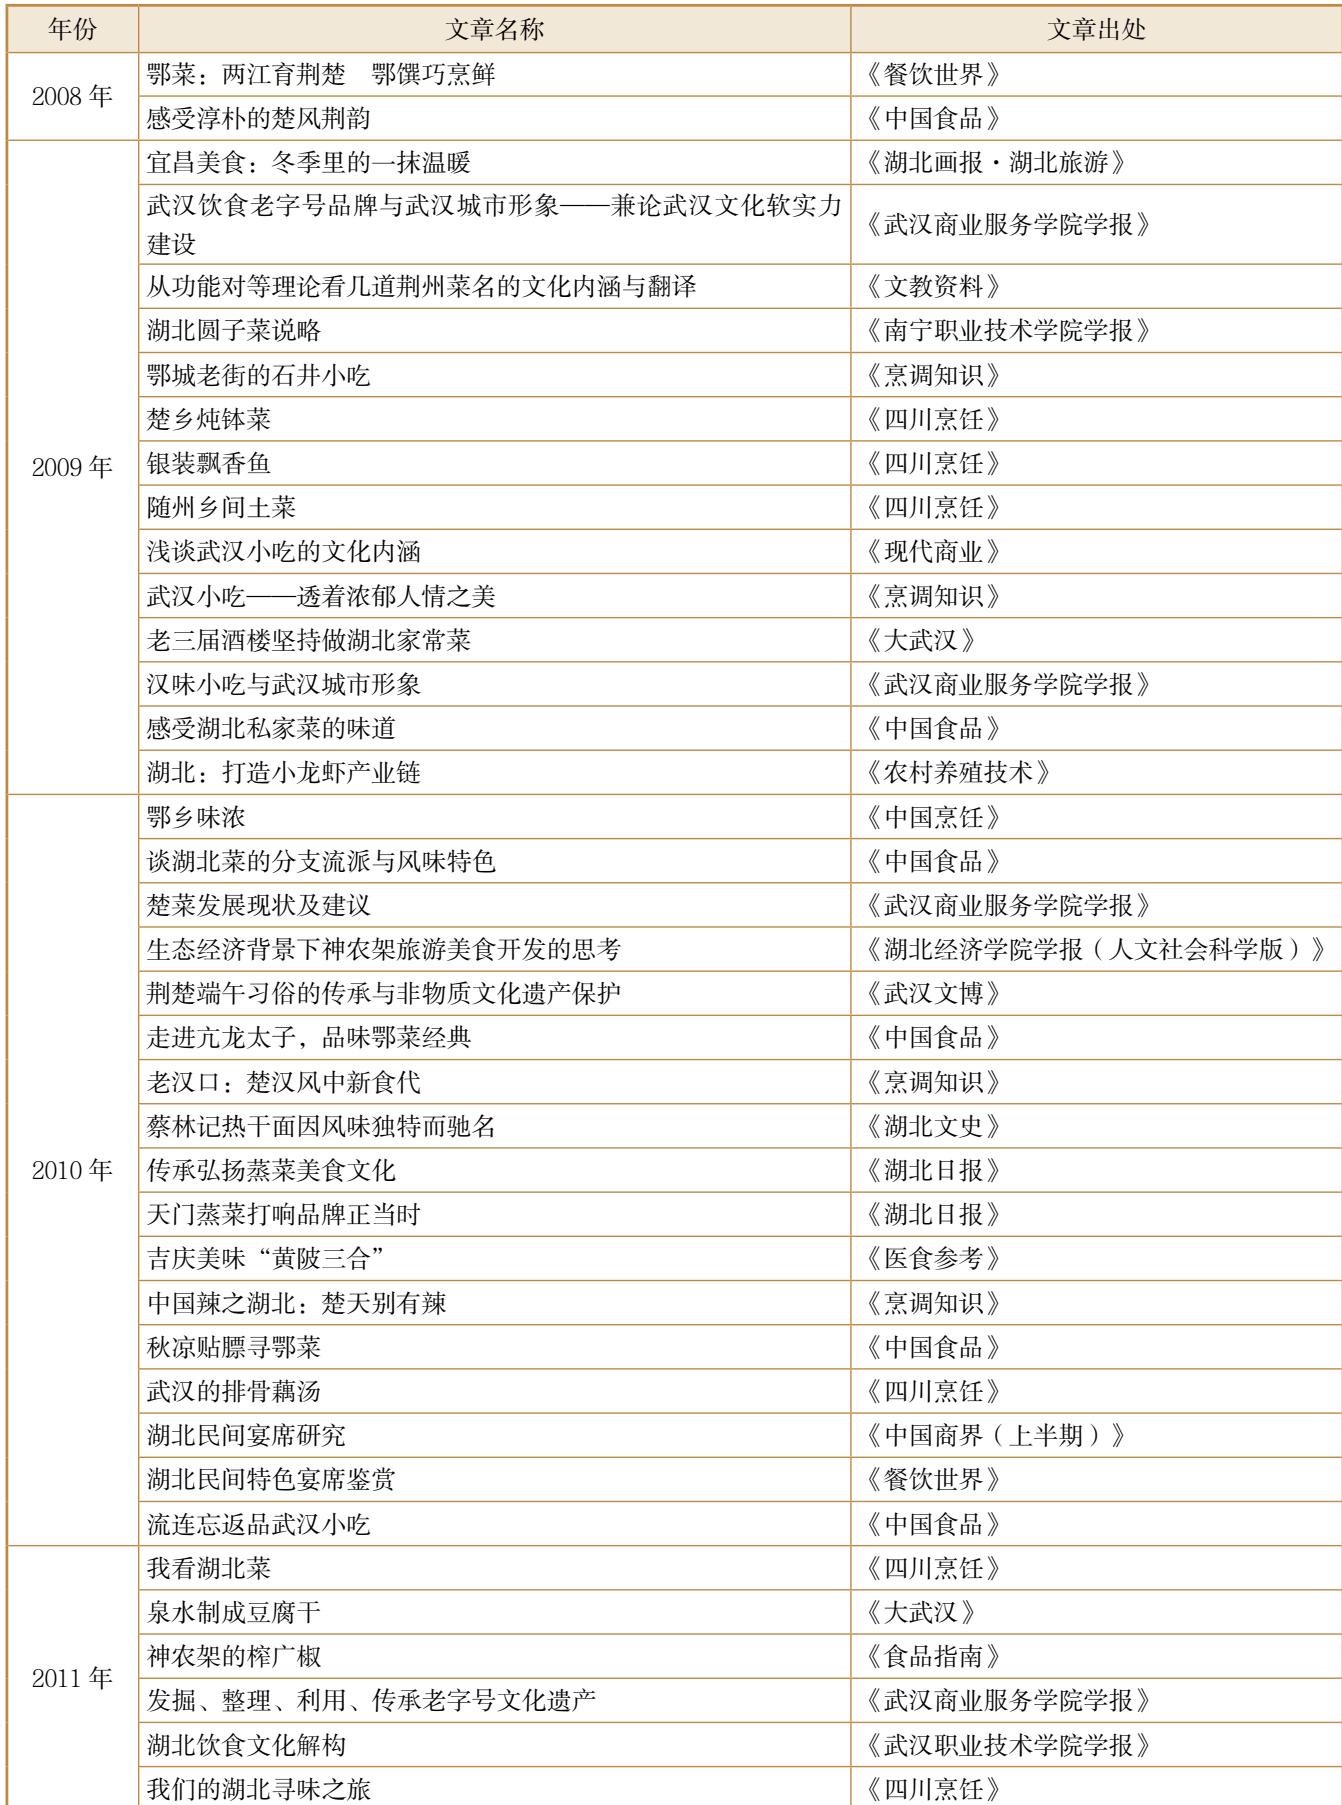 年份 文章名称 文章出处
2008 年
鄂菜：两江育荆楚　鄂馔巧烹鲜 《餐饮世界》
感受淳朴的楚风荆韵 《中国食品》
2009 年
宜昌美食：冬季里的一抹温暖 《湖北画报·湖北旅游》
武汉饮食老字号品牌与武汉城市形象——兼论武汉文化软实力
建设 《武汉商业服务学院学报》
从功能对等理论看几道荆州菜名的文化内涵与翻译 《文教资料》
湖北圆子菜说略 《南宁职业技术学院学报》
鄂城老街的石井小吃 《烹调知识》
楚乡炖钵菜 《四川烹饪》
银装飘香鱼 《四川烹饪》
随州乡间土菜 《四川烹饪》
浅谈武汉小吃的文化内涵 《现代商业》
武汉小吃——透着浓郁人情之美 《烹调知识》
老三届酒楼坚持做湖北家常菜 《大武汉》
汉味小吃与武汉城市形象 《武汉商业服务学院学报》
感受湖北私家菜的味道 《中国食品》
湖北：打造小龙虾产业链 《农村养殖技术》
2010 年
鄂乡味浓 《中国烹饪》
谈湖北菜的分支流派与风味特色 《中国食品》
楚菜发展现状及建议 《武汉商业服务学院学报》
生态经济背景下神农架旅游美食开发的思考 《湖北经济学院学报（人文社会科学版）》
荆楚端午习俗的传承与非物质文化遗产保护 《武汉文博》
走进亢龙太子，品味鄂菜经典 《中国食品》
老汉口：楚汉风中新食代 《烹调知识》
蔡林记热干面因风味独特而驰名 《湖北文史》
传承弘扬蒸菜美食文化 《湖北日报》
天门蒸菜打响品牌正当时 《湖北日报》
吉庆美味“黄陂三合” 《医食参考》
中国辣之湖北：楚天别有辣 《烹调知识》
秋凉贴膘寻鄂菜 《中国食品》
武汉的排骨藕汤 《四川烹饪》
湖北民间宴席研究 《中国商界（上半期）》
湖北民间特色宴席鉴赏 《餐饮世界》
流连忘返品武汉小吃 《中国食品》
2011 年
我看湖北菜 《四川烹饪》
泉水制成豆腐干 《大武汉》
神农架的榨广椒 《食品指南》
发掘、整理、利用、传承老字号文化遗产 《武汉商业服务学院学报》
湖北饮食文化解构 《武汉职业技术学院学报》
我们的湖北寻味之旅 《四川烹饪》